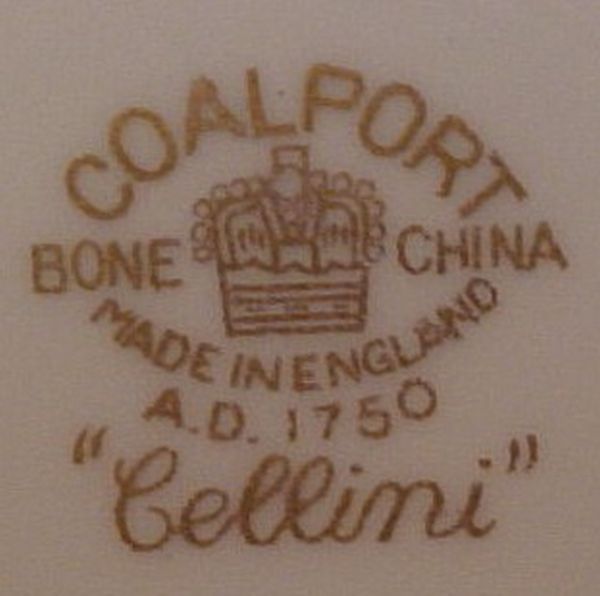 COALPORT
BONE CHINA
MADE IN ENGLAND
A.D. 1750
"Cellini"